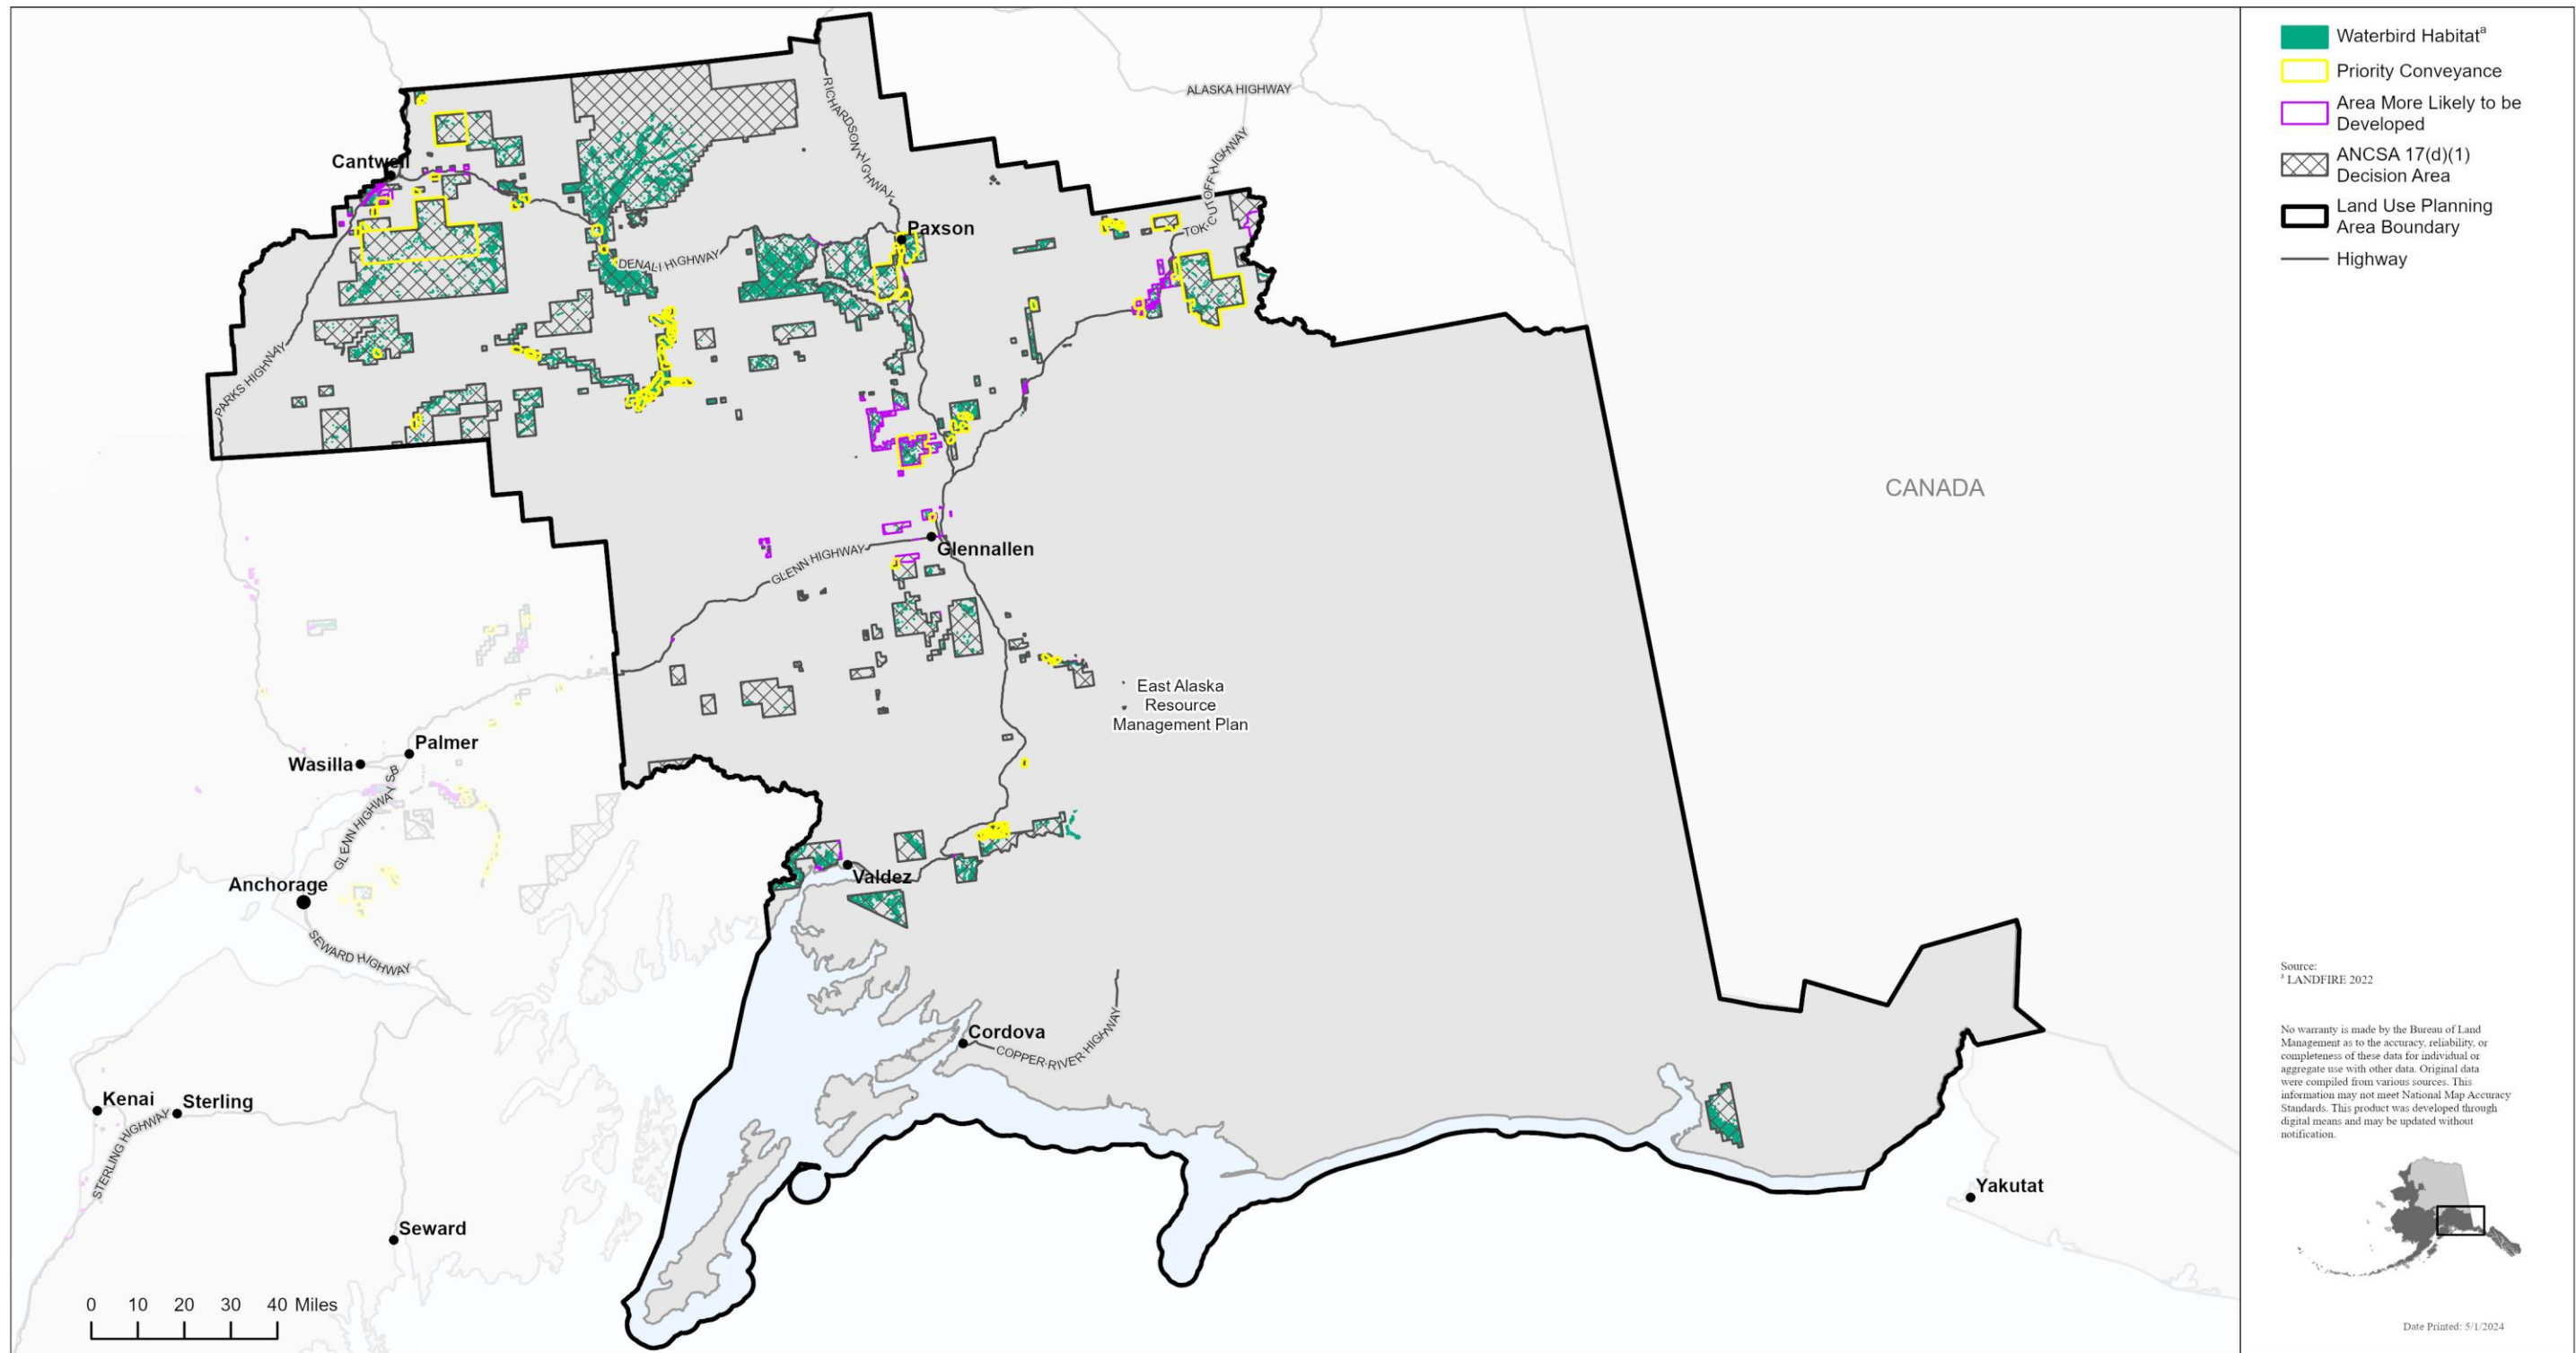 Waterbird Habitatᵃ
Priority Conveyance
Area More Likely to be
Developed
ANCSA 17(d)(1)
Decision Area
Land Use Planning
Area Boundary
Highway
ALASKA HIGHWAY
RICHARDSON HIGHWAY
TOK CUTOFF HIGHWAY
Cantwell
Paxson
DENALI HIGHWAY
PARKS HIGHWAY
CANADA
Glennallen
GLENN HIGHWAY
East Alaska
Resource
Management Plan
Palmer
Wasilla
GLENN HIGHWAY SB
Anchorage
Valdez
SEWARD HIGHWAY
Cordova
COPPER RIVER HIGHWAY
Kenai
Sterling
STERLING HIGHWAY
Seward
Yakutat
0 10 20 30 40 Miles
Source:
ᵃ LANDFIRE 2022
No warranty is made by the Bureau of Land
Management as to the accuracy, reliability, or
completeness of these data for individual or
aggregate use with other data. Original data
were compiled from various sources. This
information may not meet National Map Accuracy
Standards. This product was developed through
digital means and may be updated without
notification.
Date Printed: 5/1/2024